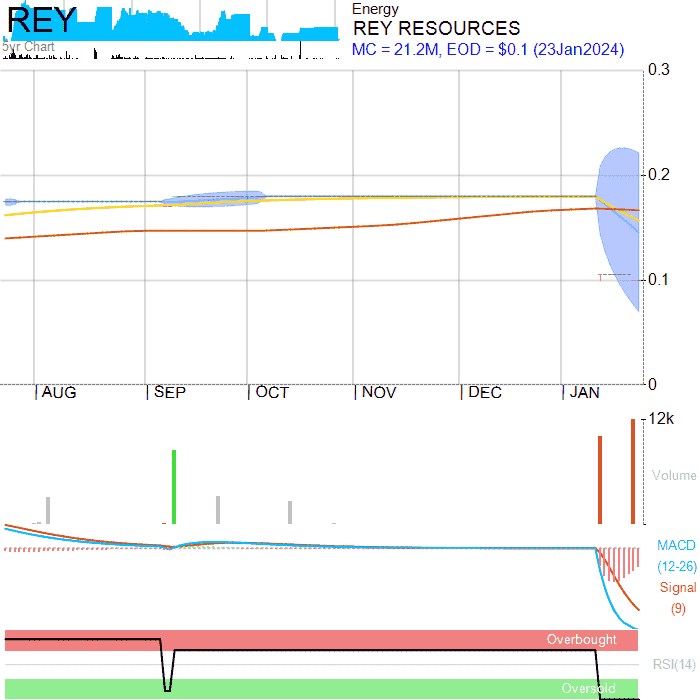 REY
5yr Chart
Energy
REY RESOURCES
MC = 21.2M, EOD = $0.1 (23Jan2024)
0.3
0.2
0.1
0
AUG SEP OCT NOV DEC JAN
12k
Volume
MACD
(12-26)
Signal
(9)
Overbought
RSI(14)
Oversold